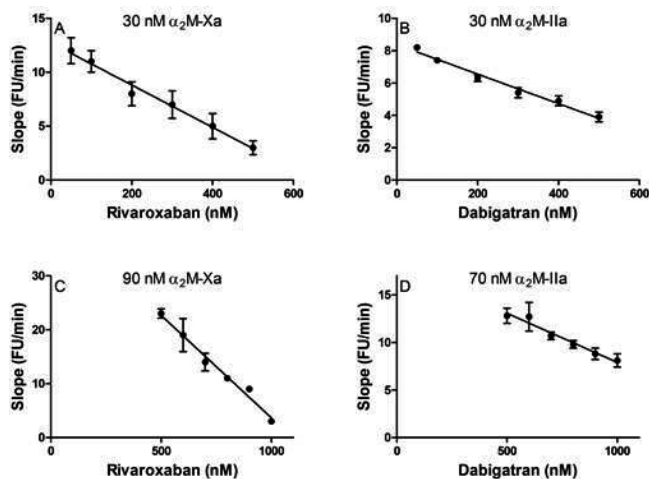 A
30 nM α₂M-Xa
Slope (FU/min)
15
10
5
0
0
200
400
600
Rivaroxaban (nM)
B
30 nM α₂M-IIa
Slope (FU/min)
10
8
6
4
2
0
0
200
400
600
Dabigatran (nM)
C
90 nM α₂M-Xa
Slope (FU/min)
30
20
10
0
500
1000
Rivaroxaban (nM)
D
70 nM α₂M-IIa
Slope (FU/min)
15
10
5
0
500
1000
Dabigatran (nM)